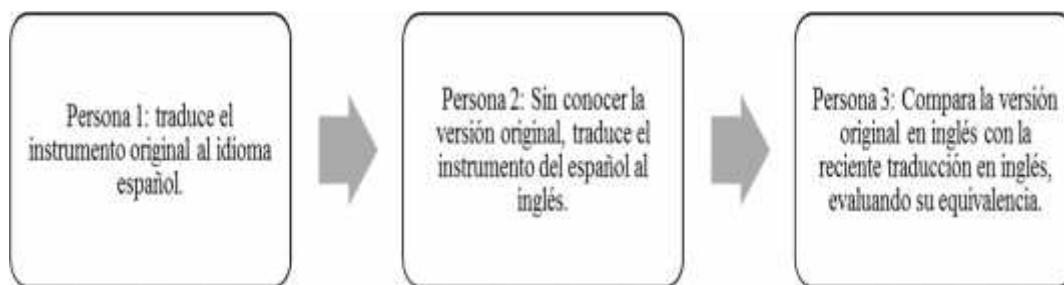 Persona 1: traduce el
instrumento original al idioma
español.
Persona 2: Sin conocer la
versión original, traduce el
instrumento del español al
inglés.
Persona 3: Compara la versión
original en inglés con la
reciente traducción en inglés,
evaluando su equivalencia.